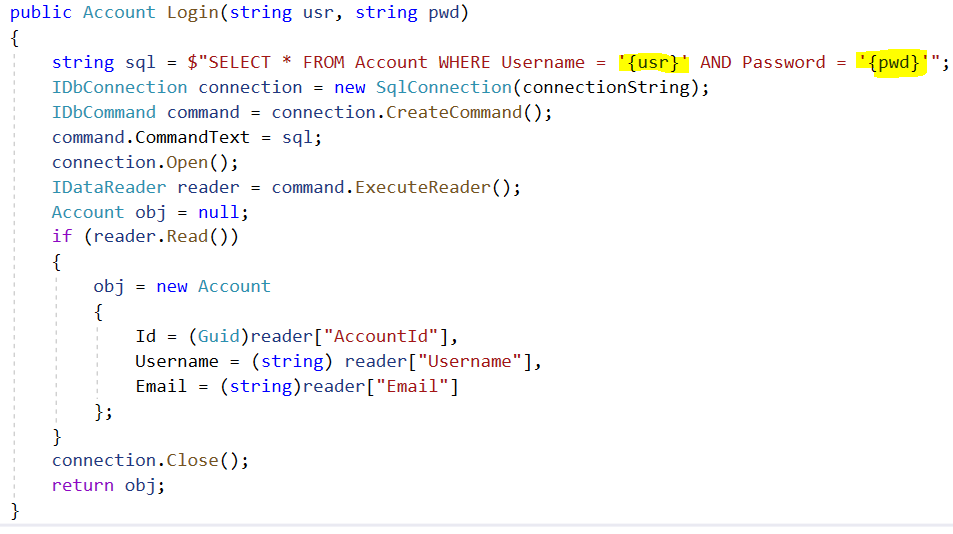 public Account Login(string usr, string pwd)
{
string sql = $"SELECT * FROM Account WHERE Username = '{usr}' AND Password = '{pwd}'";
IDbConnection connection = new SqlConnection(connectionString);
IDbCommand command = connection.CreateCommand();
command.CommandText = sql;
connection.Open();
IDataReader reader = command.ExecuteReader();
Account obj = null;
if (reader.Read())
{
obj = new Account
{
Id = (Guid)reader["AccountId"],
Username = (string) reader["Username"],
Email = (string)reader["Email"]
};
}
connection.Close();
return obj;
}